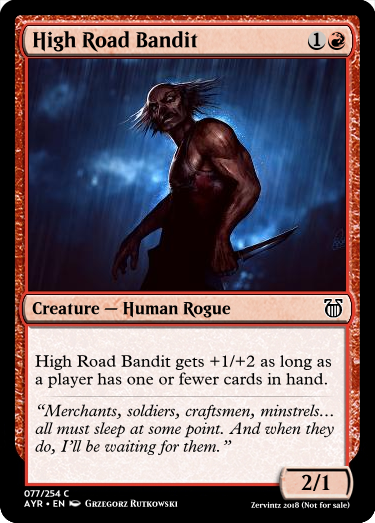 High Road Bandit 1
Creature — Human Rogue
High Road Bandit gets +1/+2 as long as
a player has one or fewer cards in hand.
“Merchants, soldiers, craftsmen, minstrels…
all must sleep at some point. And when they
do, I’ll be waiting for them.”
2/1
077/254 C
AYR • EN Grzegorz Rutkowski
Zervintz 2018 (Not for sale)